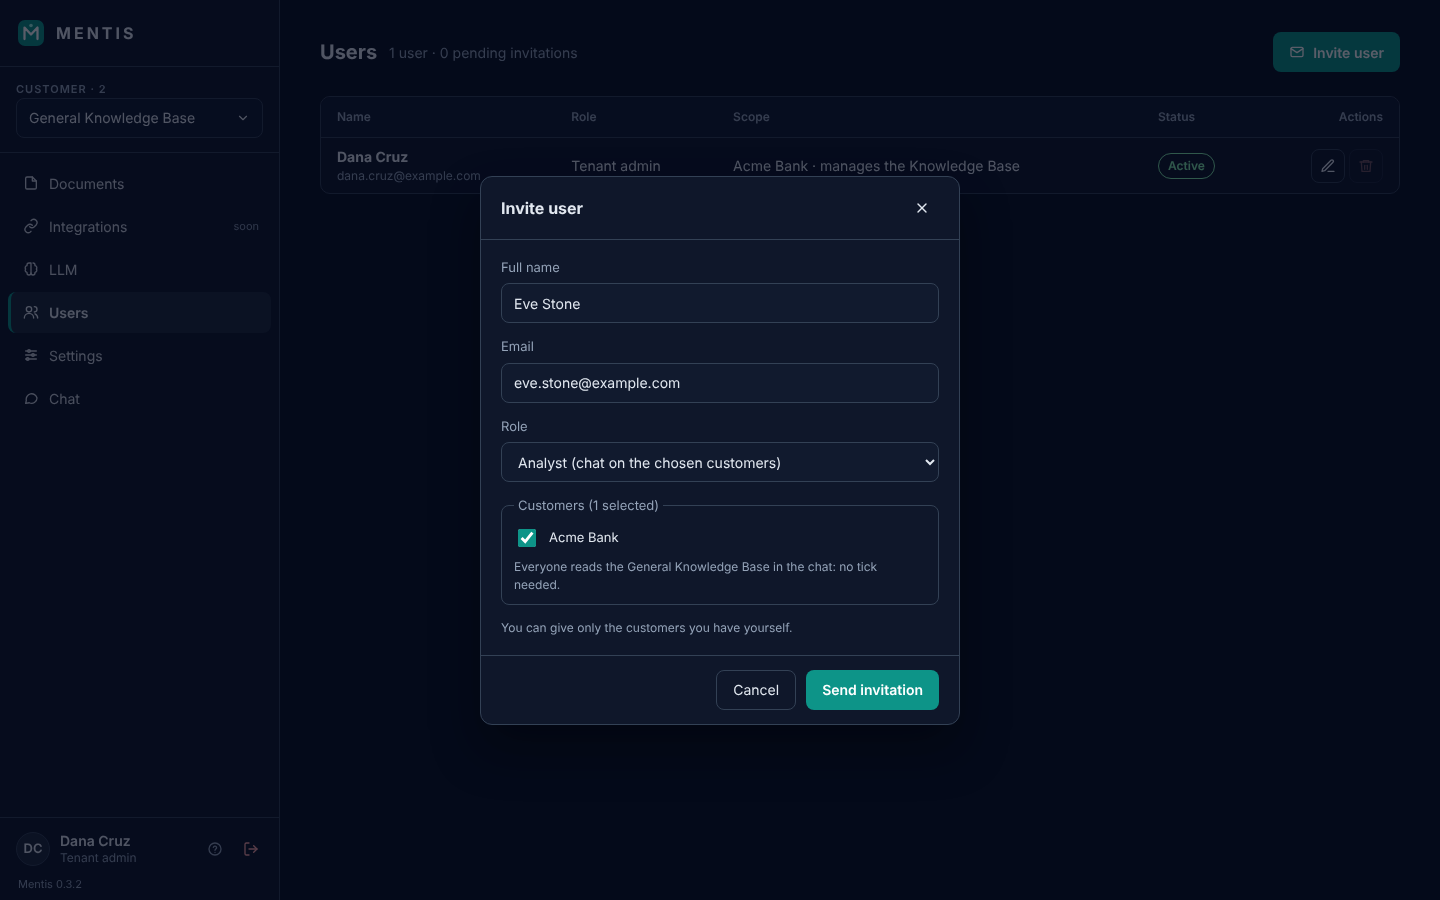 MENTIS
CUSTOMER · 2
General Knowledge Base
Documents
Integrations soon
LLM
Users
Settings
Chat
DC
Dana Cruz
Tenant admin
Mentis 0.3.2
Users 1 user · 0 pending invitations
Invite user
Name Role Scope Status Actions
Dana Cruz
dana.cruz@example.com
Tenant admin
Acme Bank · manages the Knowledge Base
Active
Invite user
Full name
Eve Stone
Email
eve.stone@example.com
Role
Analyst (chat on the chosen customers)
Customers (1 selected)
Acme Bank
Everyone reads the General Knowledge Base in the chat: no tick
needed.
You can give only the customers you have yourself.
Cancel Send invitation